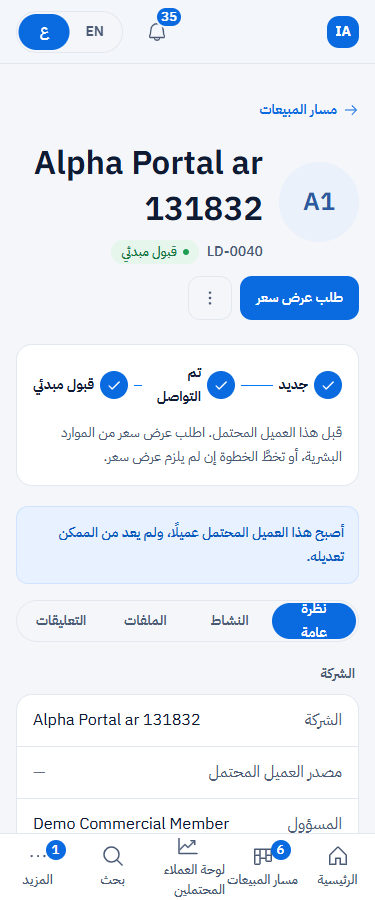 IA
35
EN
ع
مسار المبيعات
A1
Alpha Portal ar
131832
LD-0040
قبول مبدئي
طلب عرض سعر
جديد
تم
التواصل
قبول مبدئي
قبل هذا العميل المحتمل. اطلب عرض سعر من الموارد
البشرية، أو تخطَّ الخطوة إن لم يلزم عرض سعر.
أصبح هذا العميل المحتمل عميلًا، ولم يعد من الممكن
تعديله.
نظرة
عامة
النشاط
الملفات
التعليقات
الشركة
الشركة
Alpha Portal ar 131832
مصدر العميل المحتمل
—
المسؤول
Demo Commercial Member
الرئيسية
6
مسار المبيعات
لوحة العملاء
المحتملين
بحث
1
المزيد